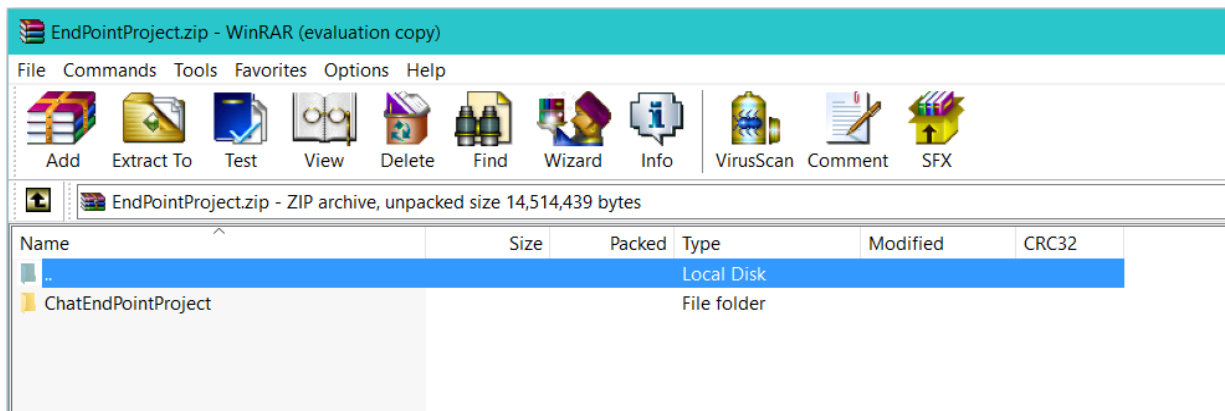 EndPointProject.zip - WinRAR (evaluation copy)
File Commands Tools Favorites Options Help
Add Extract To Test View Delete Find Wizard Info VirusScan Comment SFX
EndPointProject.zip - ZIP archive, unpacked size 14,514,439 bytes
Name Size Packed Type Modified CRC32
.. Local Disk
ChatEndPointProject File folder